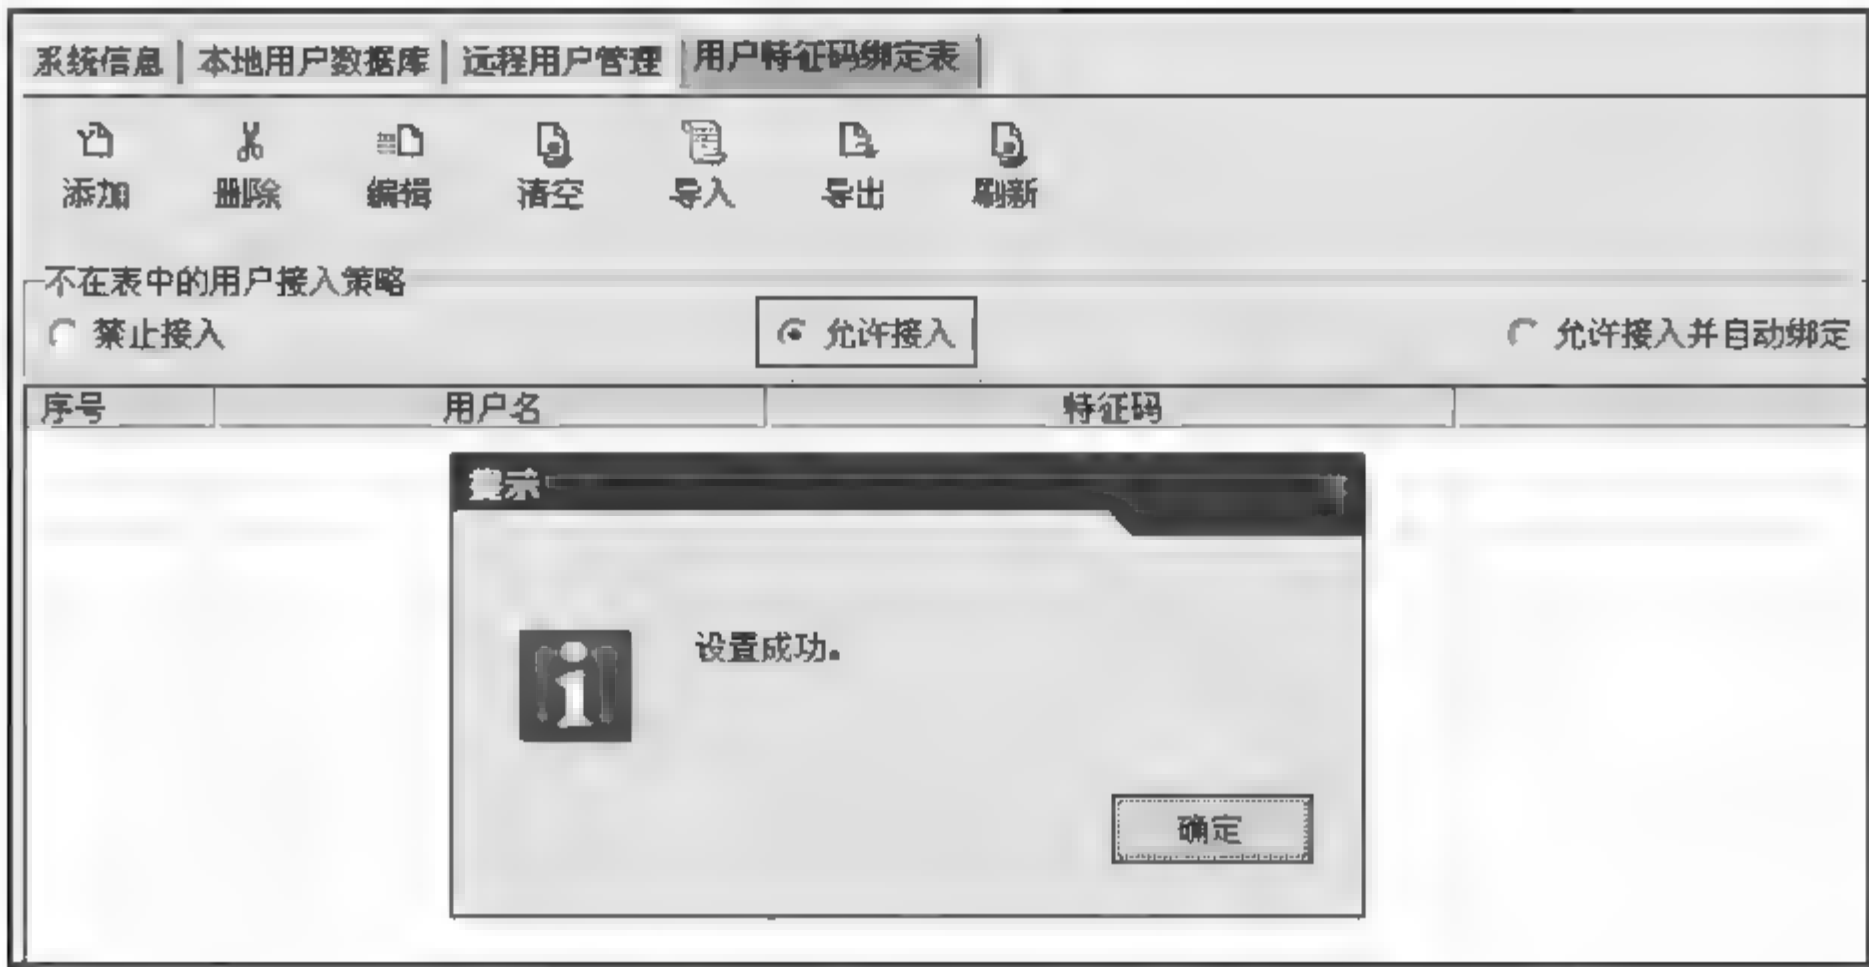 系统信息 本地用户数据库 远程用户管理 用户特征码绑定表
添加 删除 编辑 清空 导入 导出 刷新
不在表中的用户接入策略
禁止接入 允许接入 允许接入并自动绑定
序号 用户名 特征码
提示
设置成功。
确定